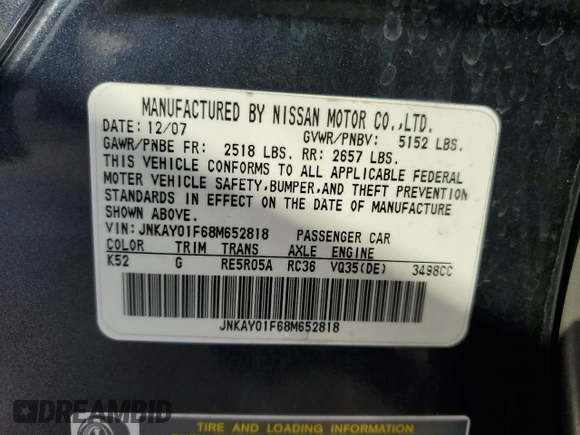 MANUFACTURED BY NISSAN MOTOR CO.,LTD.
DATE: 12/07 GVWR/PNBV: 5152 LBS.
GAWR/PNBE FR: 2518 LBS. RR: 2657 LBS.
THIS VEHICLE CONFORMS TO ALL APPLICABLE FEDERAL
MOTOR VEHICLE SAFETY,BUMPER,AND THEFT PREVENTION
STANDARDS IN EFFECT ON THE DATE OF MANUFACTURE
SHOWN ABOVE.
VIN: JNKAY01F68M652818 PASSENGER CAR
COLOR TRIM TRANS AXLE ENGINE
K52 G RE5R05A RC36 VQ35(DE) 3498CC
JNKAY01F68M652818
TIRE AND LOADING INFORMATION
DREAMBID